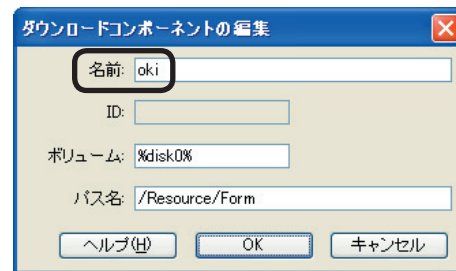 ダウンロードコンポーネントの編集
名前: oki
ID:
ボリューム: %disk0%
パス名: /Resource/Form
ヘルプ(H) OK キャンセル